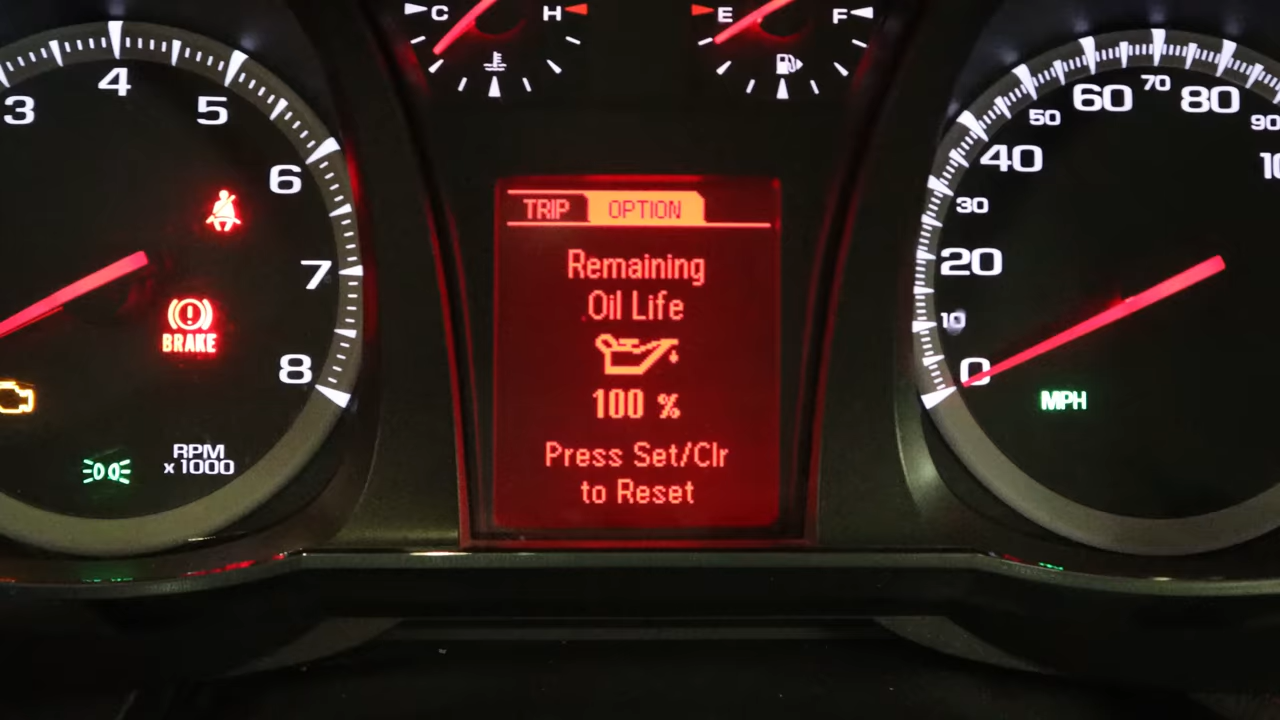 C H
E F
3
4
5
6
7
8
BRAKE
RPM
x1000
TRIP OPTION
Remaining
Oil Life
100 %
Press Set/Clr
to Reset
0
10
20
30
40
50
60
70
80
90
MPH